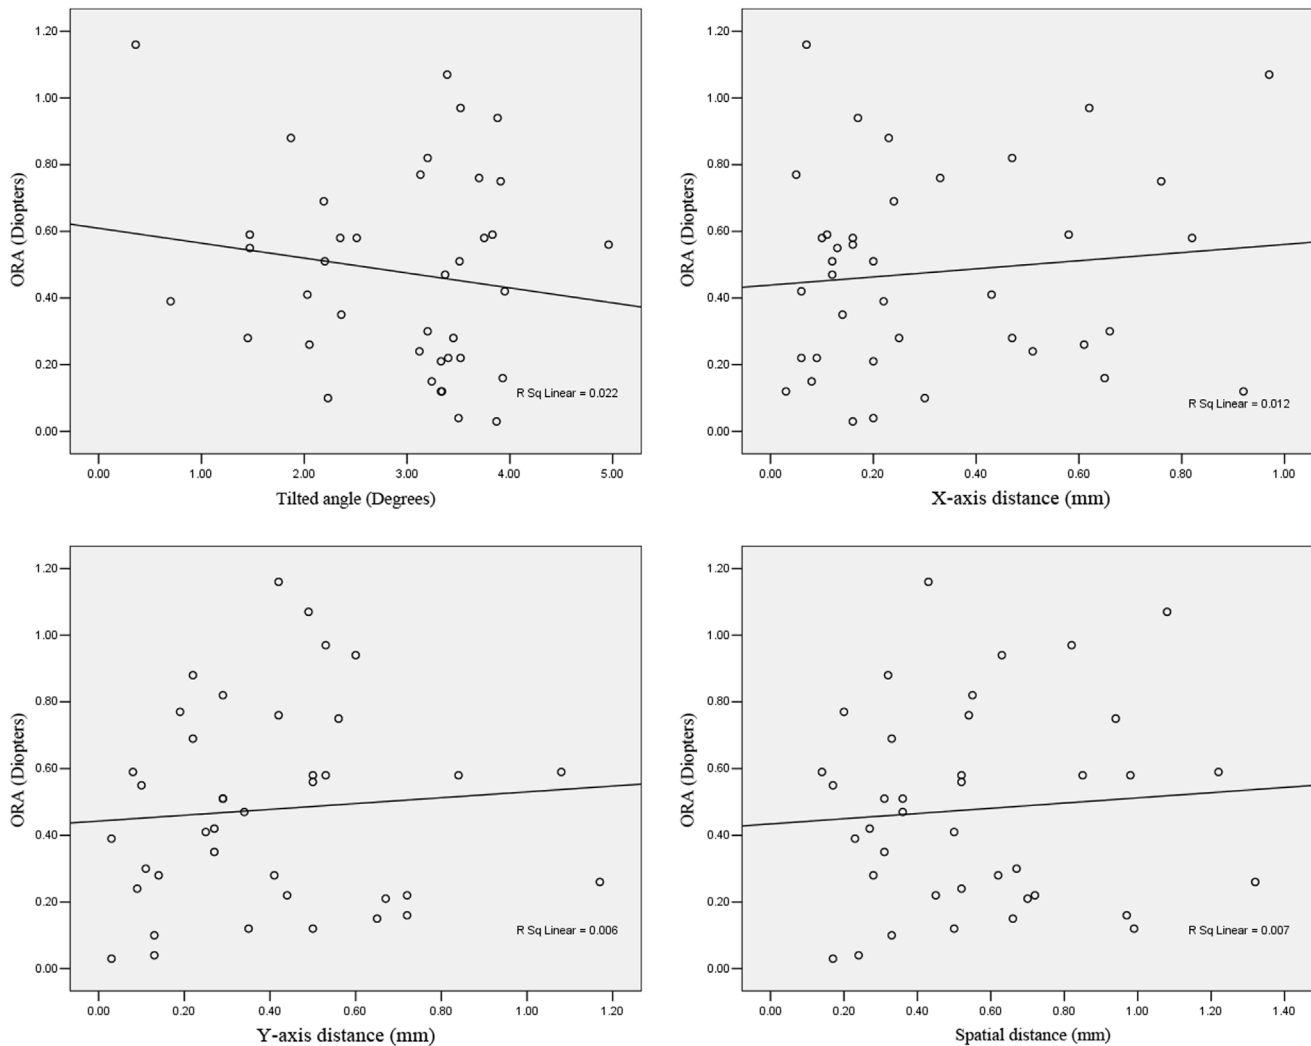 1.20
1.00
0.80
0.60
0.40
0.20
0.00
ORA (Diopters)
R Sq Linear = 0.022
0.00 1.00 2.00 3.00 4.00 5.00
Tilted angle (Degrees)
1.20
1.00
0.80
0.60
0.40
0.20
0.00
ORA (Diopters)
R Sq Linear = 0.012
0.00 0.20 0.40 0.60 0.80 1.00
X-axis distance (mm)
1.20
1.00
0.80
0.60
0.40
0.20
0.00
ORA (Diopters)
R Sq Linear = 0.006
0.00 0.20 0.40 0.60 0.80 1.00 1.20
Y-axis distance (mm)
1.20
1.00
0.80
0.60
0.40
0.20
0.00
ORA (Diopters)
R Sq Linear = 0.007
0.00 0.20 0.40 0.60 0.80 1.00 1.20 1.40
Spatial distance (mm)